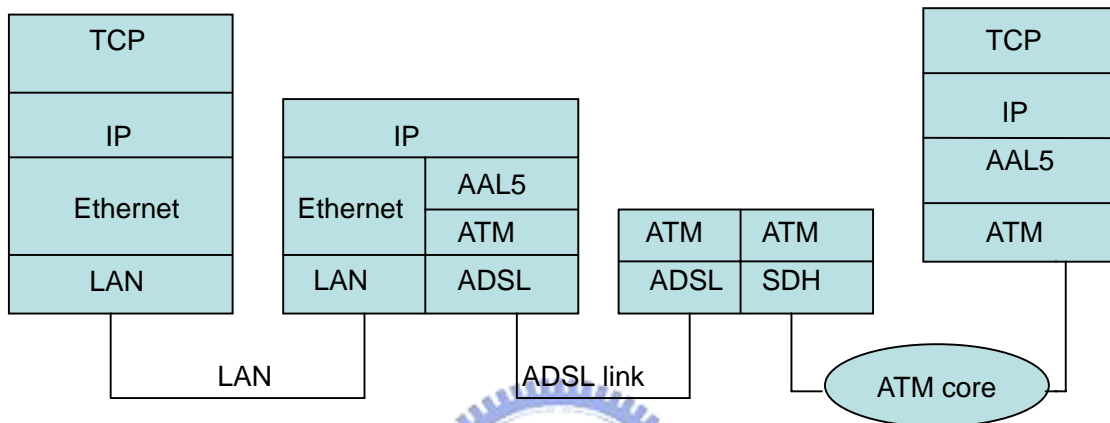 TCP
IP
Ethernet
LAN
IP
Ethernet
AAL5
ATM
LAN
ADSL
ATM
ATM
ADSL
SDH
TCP
IP
AAL5
ATM
LAN
ADSL link
ATM core